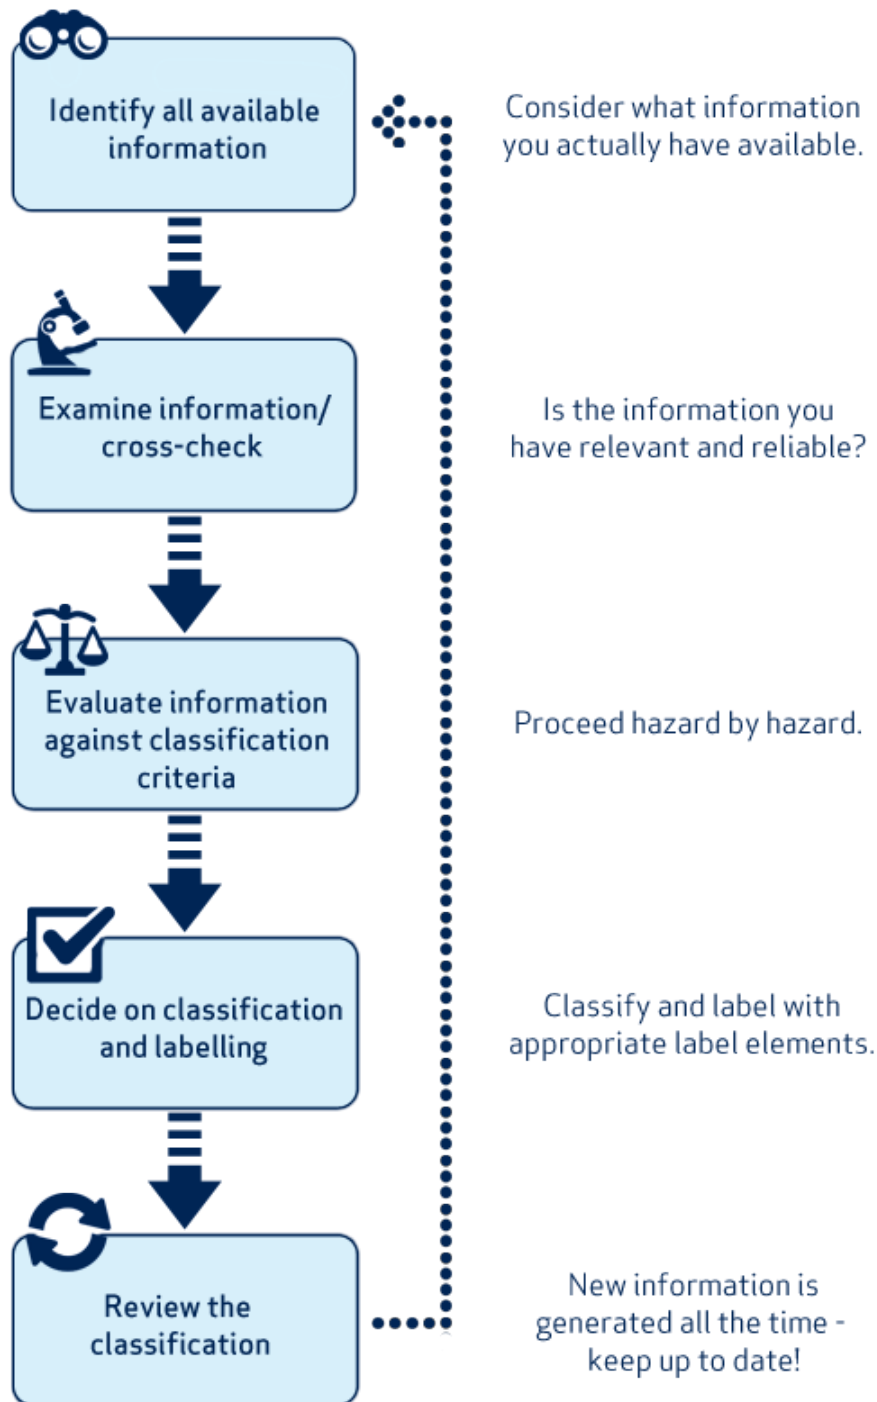 Identify all available
information
Consider what information
you actually have available.
Examine information/
cross-check
Is the information you
have relevant and reliable?
Evaluate information
against classification
criteria
Proceed hazard by hazard.
Decide on classification
and labelling
Classify and label with
appropriate label elements.
Review the
classification
New information is
generated all the time -
keep up to date!